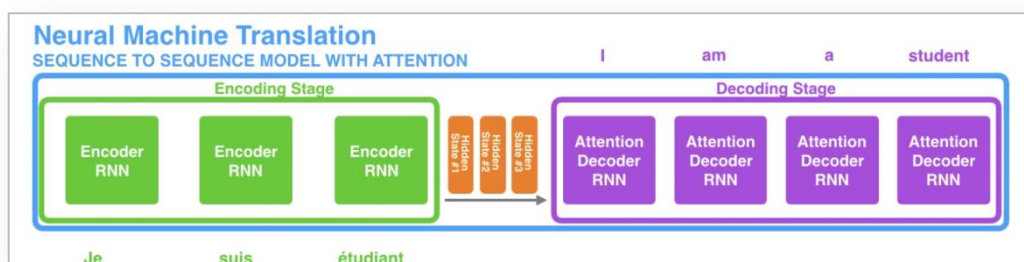 Neural Machine Translation
SEQUENCE TO SEQUENCE MODEL WITH ATTENTION
I am a student
Encoding Stage
Decoding Stage
Encoder
RNN
Encoder
RNN
Encoder
RNN
Hidden
State #1
Hidden
State #2
Hidden
State #3
Attention
Decoder
RNN
Attention
Decoder
RNN
Attention
Decoder
RNN
Attention
Decoder
RNN
Je suis étudiant